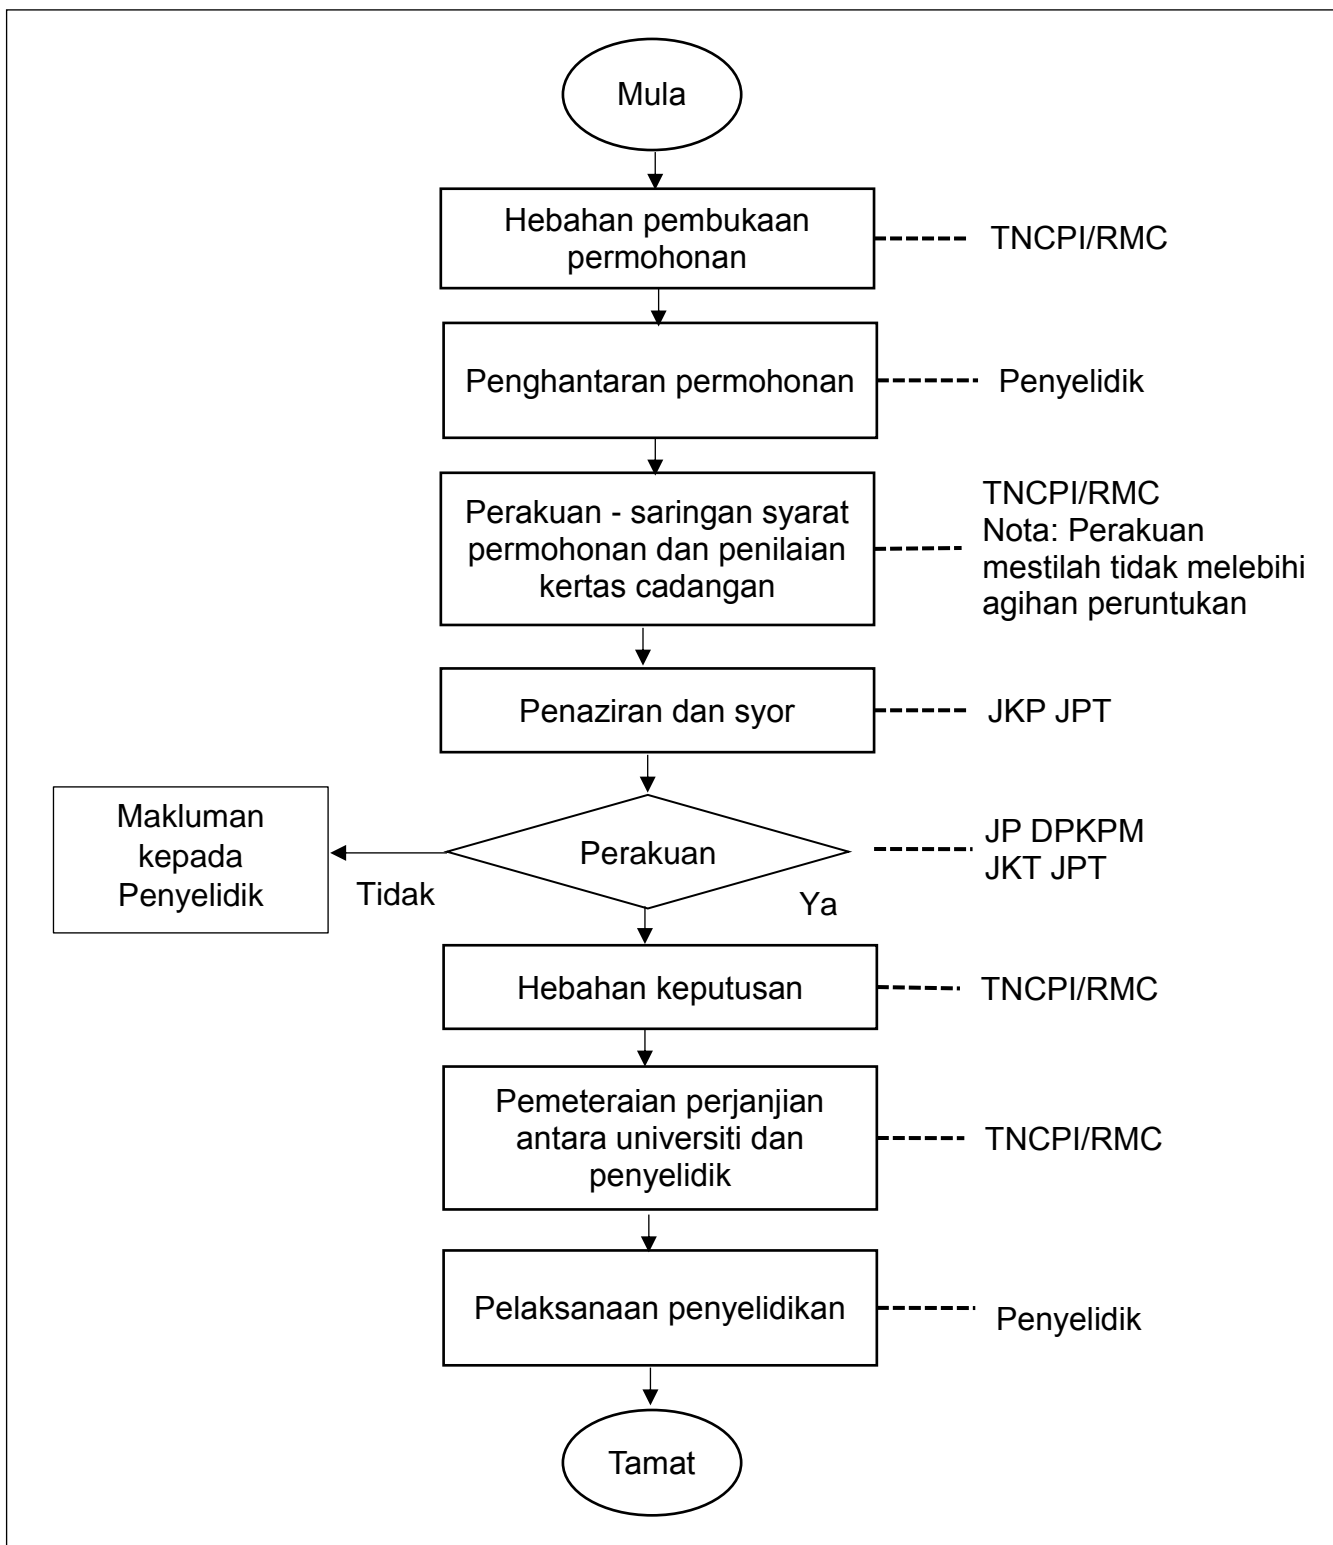 Mula
Hebahan pembukaan
permohonan
TNCPI/RMC
Penghantaran permohonan
Penyelidik
Perakuan - saringan syarat
permohonan dan penilaian
kertas cadangan
TNCPI/RMC
Nota: Perakuan
mestilah tidak melebihi
agihan peruntukan
Penaziran dan syor
JKP JPT
Makluman
kepada
Penyelidik
Tidak
Perakuan
Ya
JP DPKPM
JKT JPT
Hebahan keputusan
TNCPI/RMC
Pemeteraian perjanjian
antara universiti dan
penyelidik
TNCPI/RMC
Pelaksanaan penyelidikan
Penyelidik
Tamat